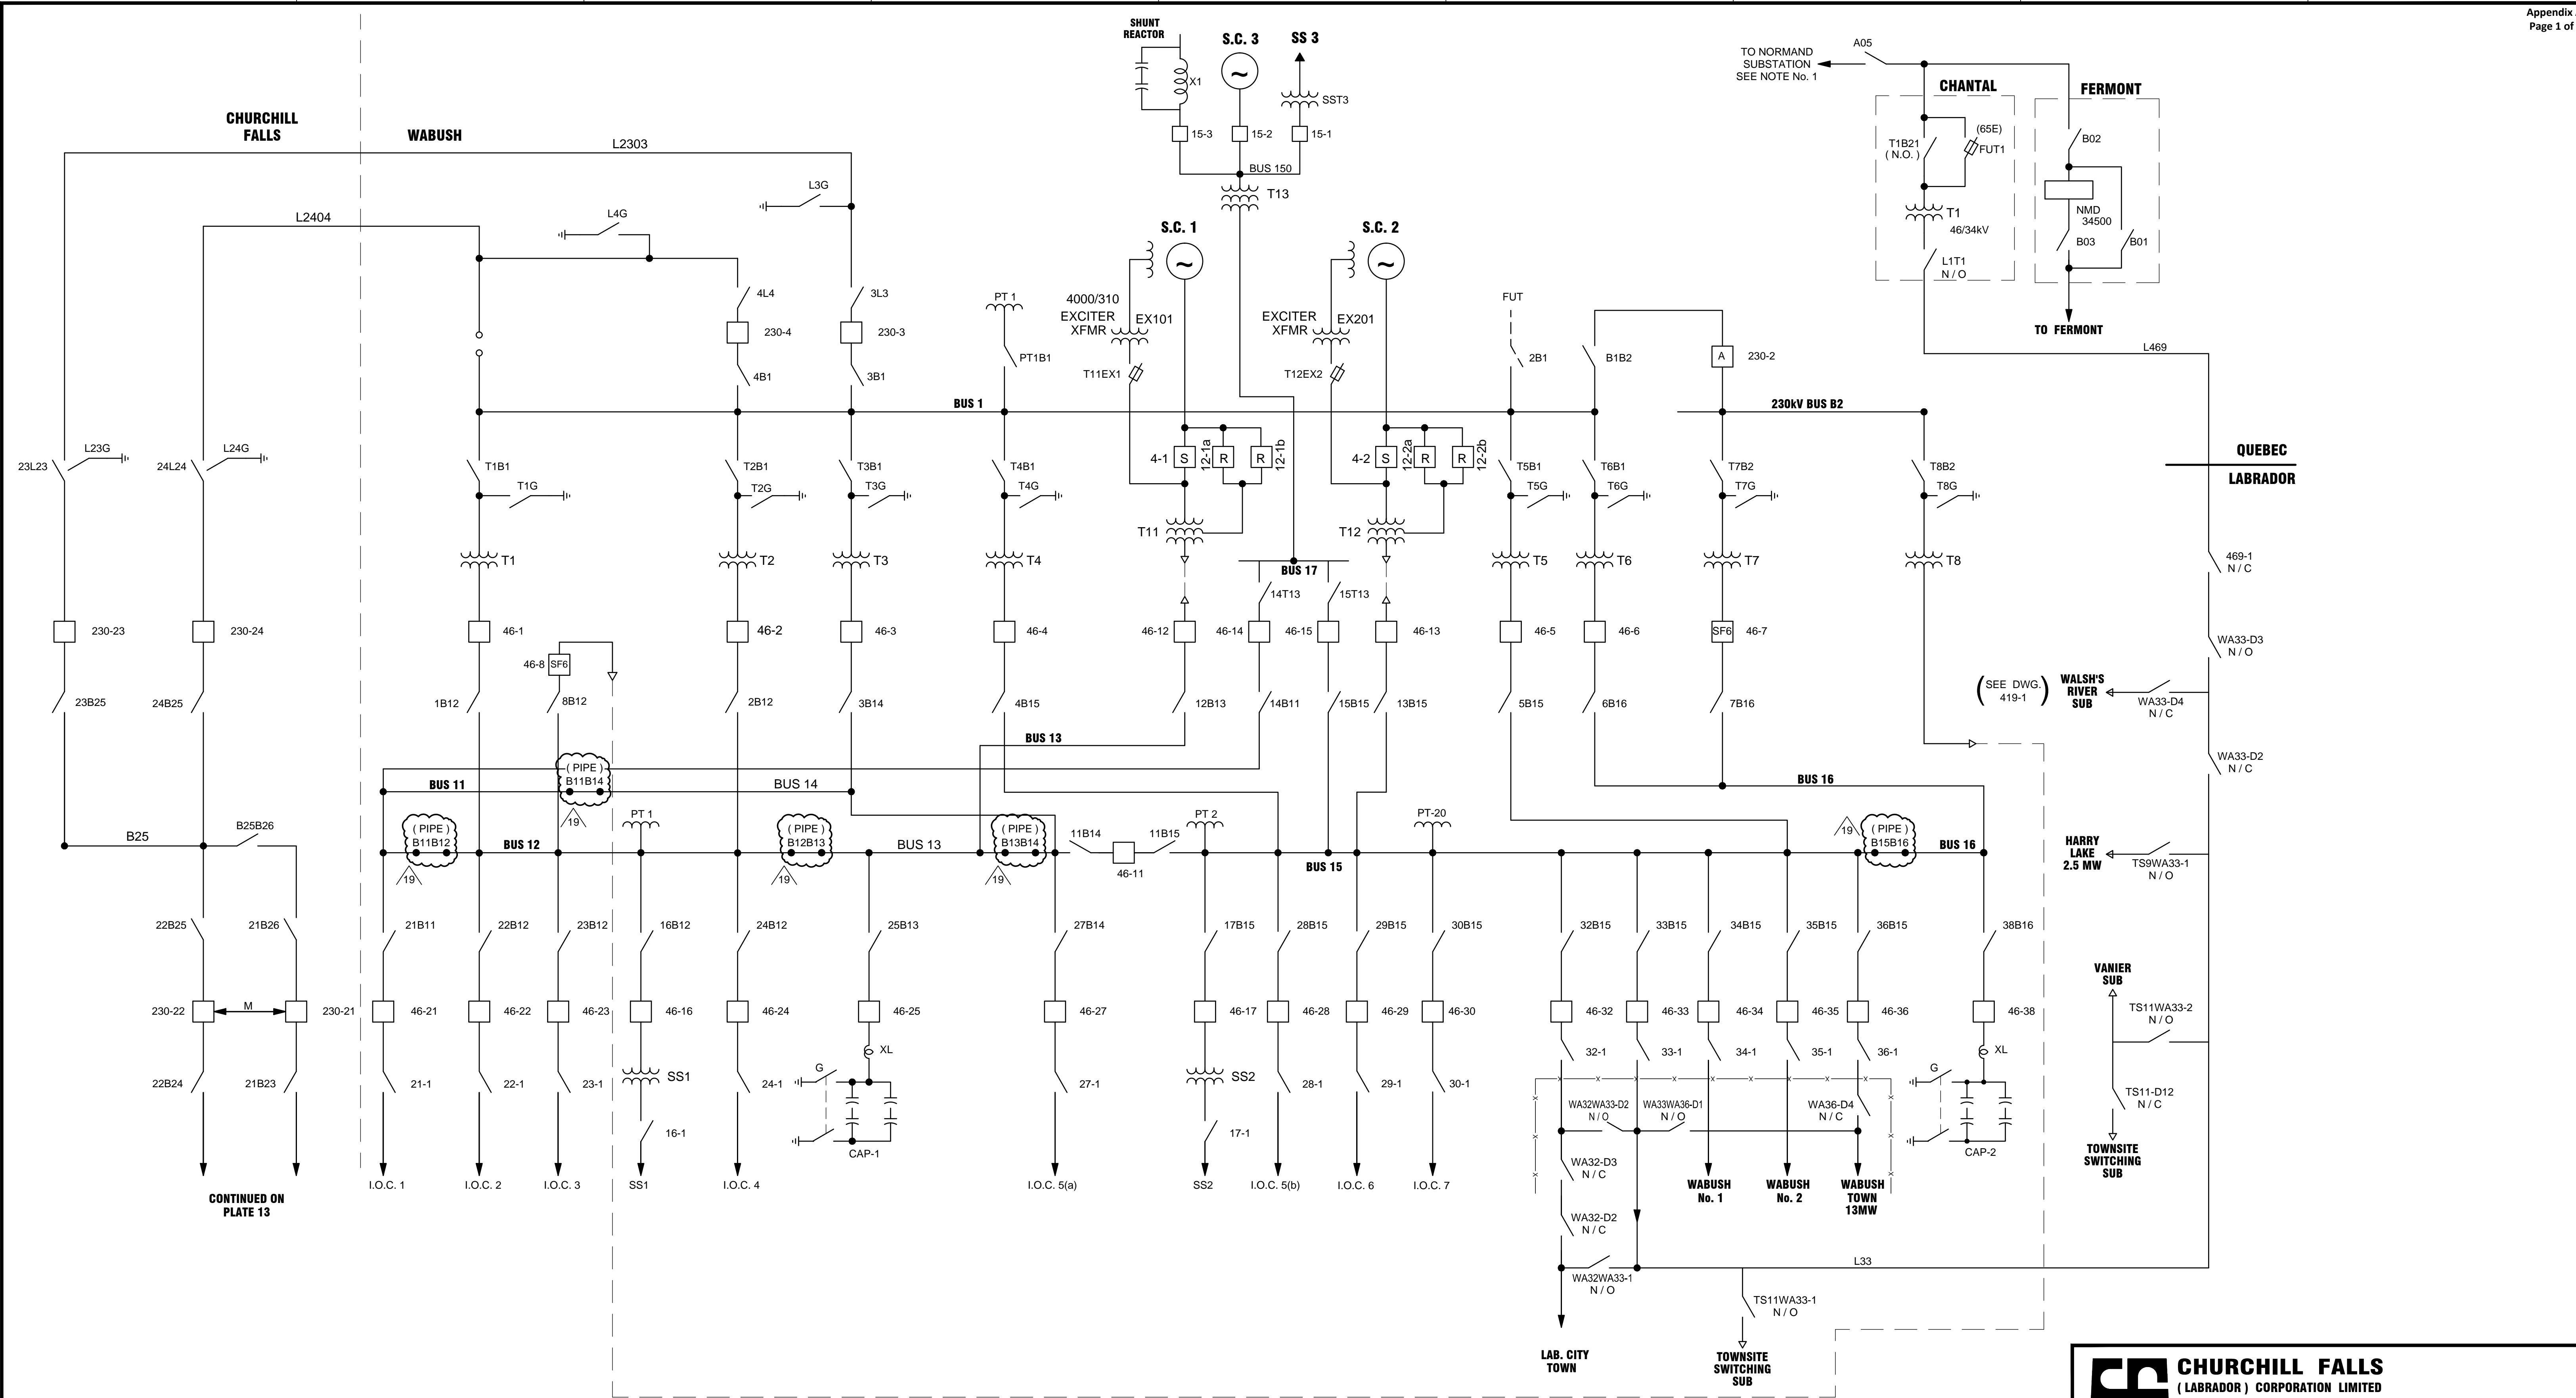 Appendix
Page 1 of
SHUNT
REACTOR
S.C. 3
SS 3
X1
SST3
15-3
15-2
15-1
BUS 150
T13
A05
TO NORMAND
SUBSTATION
SEE NOTE No. 1
CHANTAL
FERMONT
(65E)
FUT1
T1B21
( N.O. )
T1
46/34kV
L1T1
N / O
B02
NMD
34500
B03
B01
TO FERMONT
CHURCHILL
FALLS
WABUSH
L2303
L3G
L2404
L4G
S.C. 1
S.C. 2
4L4
3L3
230-4
230-3
4B1
3B1
PT 1
PT1B1
4000/310
EXCITER
XFMR
EX101
T11EX1
EXCITER
XFMR
EX201
T12EX2
FUT
2B1
B1B2
A
230-2
L469
BUS 1
230kV BUS B2
23L23
L23G
24L24
L24G
T1B1
T1G
T2B1
T2G
T3B1
T3G
T4B1
T4G
4-1
S
12-1a
R
R
12-1b
4-2
S
12-2a
R
R
12-2b
T5B1
T5G
T6B1
T6G
T7B2
T7G
T8B2
T8G
QUEBEC
LABRADOR
T1
T2
T3
T4
T11
T12
T5
T6
T7
T8
BUS 17
14T13
15T13
469-1
N / C
230-23
230-24
46-1
46-8
SF6
46-2
46-3
46-4
46-12
46-14
46-15
46-13
46-5
46-6
SF6
46-7
WA33-D3
N / O
23B25
24B25
1B12
8B12
2B12
3B14
4B15
12B13
14B11
15B15
13B15
5B15
6B16
7B16
( SEE DWG.
419-1 )
WALSH'S
RIVER
SUB
WA33-D4
N / C
BUS 13
WA33-D2
N / C
( PIPE )
B11B14
BUS 11
BUS 14
BUS 16
19
B25
B25B26
( PIPE )
B11B12
19
BUS 12
PT 1
( PIPE )
B12B13
19
BUS 13
( PIPE )
B13B14
19
11B14
11B15
46-11
PT 2
BUS 15
PT-20
19
( PIPE )
B15B16
BUS 16
HARRY
LAKE
2.5 MW
TS9WA33-1
N / O
22B25
21B26
21B11
22B12
23B12
16B12
24B12
25B13
27B14
17B15
28B15
29B15
30B15
32B15
33B15
34B15
35B15
36B15
38B16
VANIER
SUB
230-22
M
230-21
46-21
46-22
46-23
46-16
46-24
46-25
46-27
46-17
46-28
46-29
46-30
46-32
46-33
46-34
46-35
46-36
46-38
TS11WA33-2
N / O
22B24
21B23
21-1
22-1
23-1
SS1
24-1
XL
G
CAP-1
27-1
SS2
28-1
29-1
30-1
32-1
33-1
34-1
35-1
36-1
XL
G
CAP-2
16-1
17-1
WA32WA33-D2
N / O
WA33WA36-D1
N / O
WA36-D4
N / C
TS11-D12
N / C
TOWNSITE
SWITCHING
SUB
WA32-D3
N / C
CONTINUED ON
PLATE 13
I.O.C. 1
I.O.C. 2
I.O.C. 3
SS1
I.O.C. 4
I.O.C. 5(a)
SS2
I.O.C. 5(b)
I.O.C. 6
I.O.C. 7
WABUSH
No. 1
WABUSH
No. 2
WABUSH
TOWN
13MW
WA32-D2
N / C
WA32WA33-1
N / O
L33
TS11WA33-1
N / O
LAB. CITY
TOWN
TOWNSITE
SWITCHING
SUB
CHURCHILL FALLS
( LABRADOR ) CORPORATION LIMITED